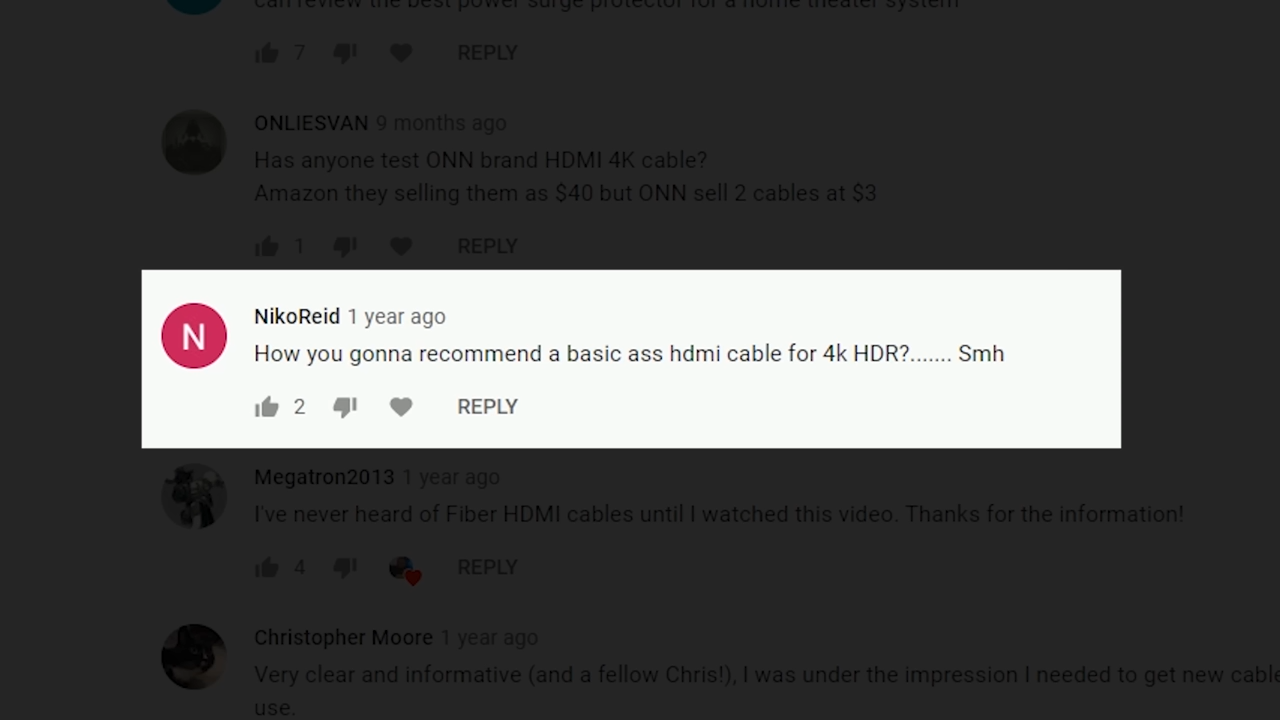 can review the best power surge protector for a home theater system
7 REPLY
ONLIESVAN 9 months ago
Has anyone test ONN brand HDMI 4K cable?
Amazon they selling them as $40 but ONN sell 2 cables at $3
1 REPLY
N
NikoReid 1 year ago
How you gonna recommend a basic ass hdmi cable for 4k HDR?....... Smh
2 REPLY
Megatron2013 1 year ago
I've never heard of Fiber HDMI cables until I watched this video. Thanks for the information!
4 REPLY
Christopher Moore 1 year ago
Very clear and informative (and a fellow Chris!), I was under the impression I needed to get new cable
use.